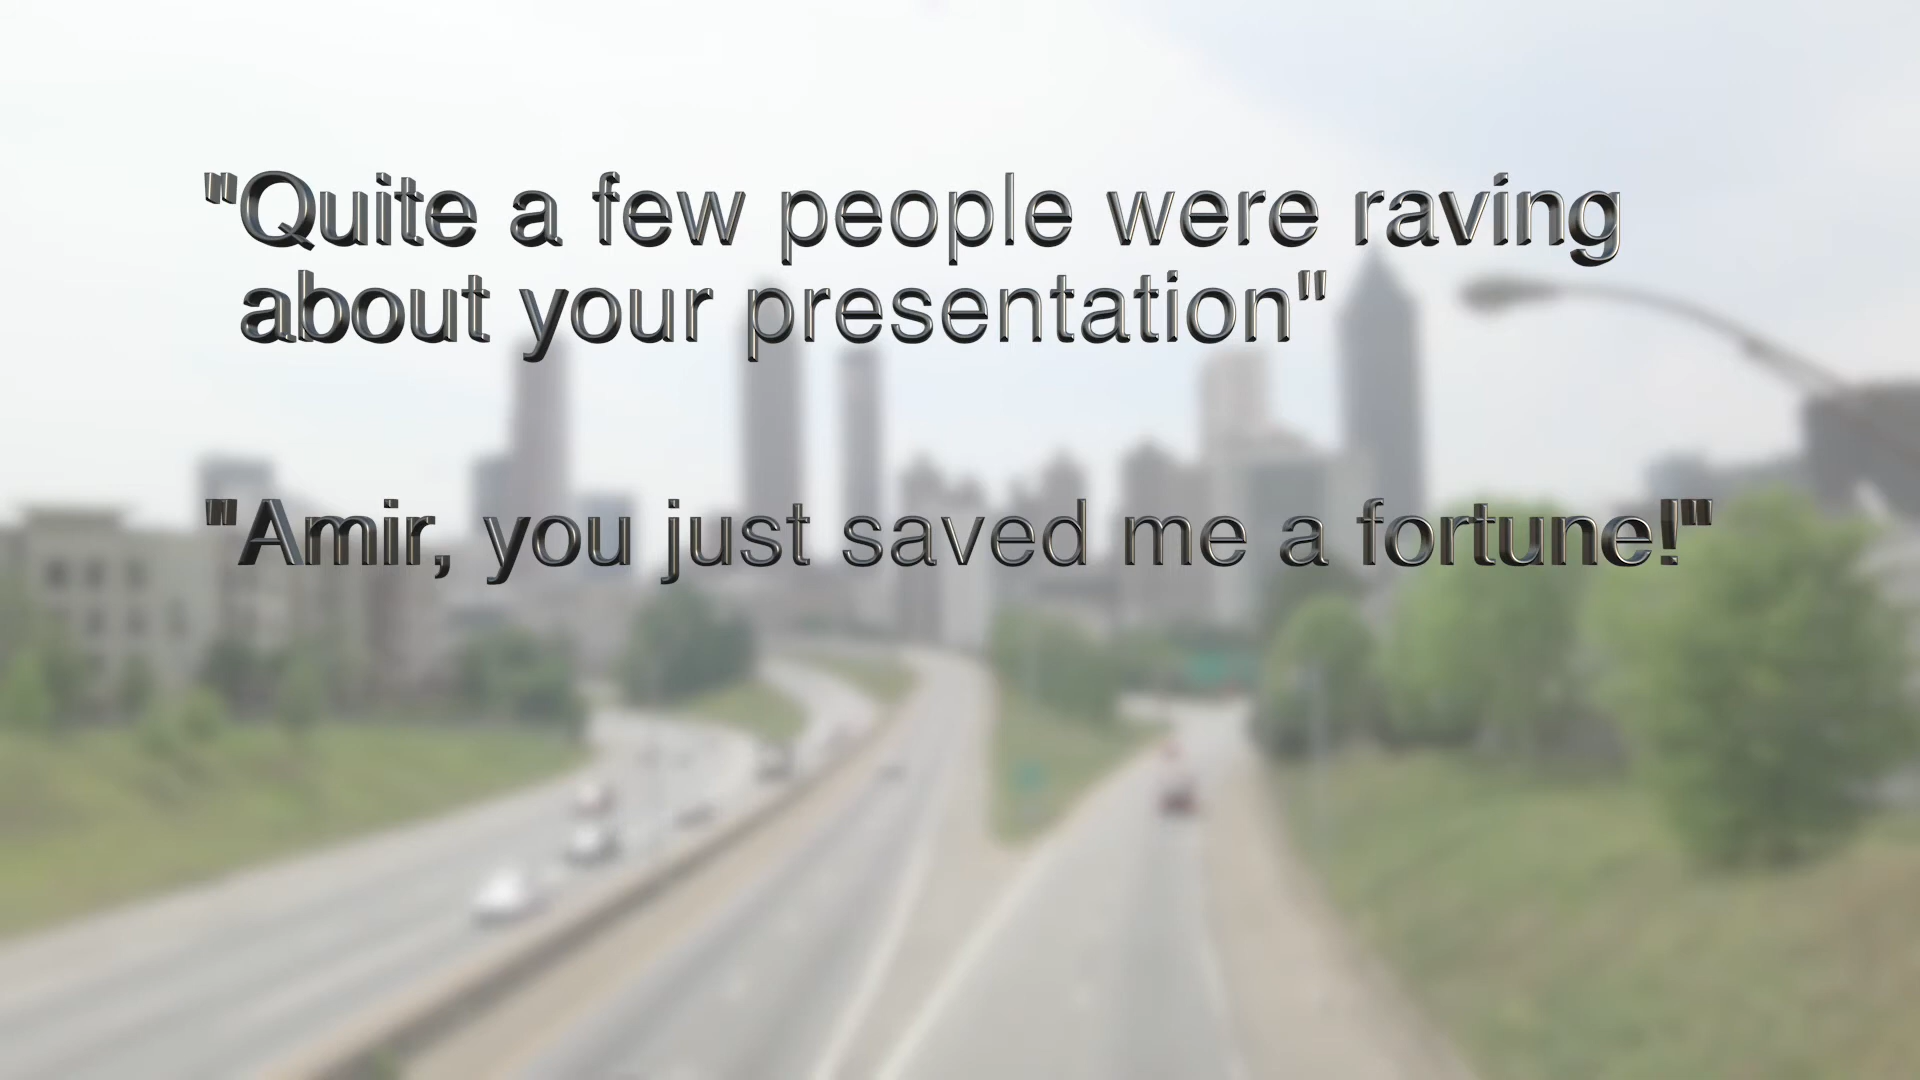 "Quite a few people were raving
about your presentation"
"Amir, you just saved me a fortune!"